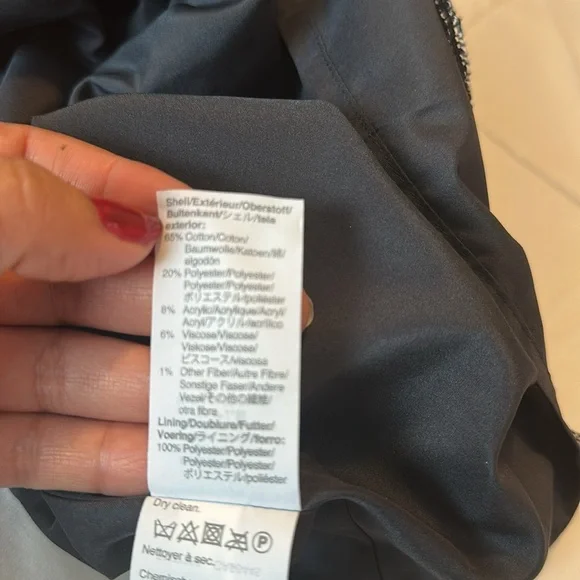 Shell/Extérieur/Oberstoff/
Buitenkant/シェル/tela
exterior:
65% Cotton/Coton/
Baumwolle/Katoen/綿/
algodón
20% Polyester/Polyester/
Polyester/Polyester/
ポリエステル/poliéster
8% Acrylic/Acrylique/Acryl/
Acryl/アクリル/acrílico
6% Viscose/Viscose/
Viskose/Viscose/
ビスコース/viscosa
1% Other Fiber/Autre Fibre/
Sonstige Faser/Andere
Vezel/その他の繊維/
otra fibra
Lining/Doublure/Futter/
Voering/ライニング/forro:
100% Polyester/Polyester/
Polyester/Polyester/
ポリエステル/poliéster
Dry clean.
P
Nettoyer à sec.